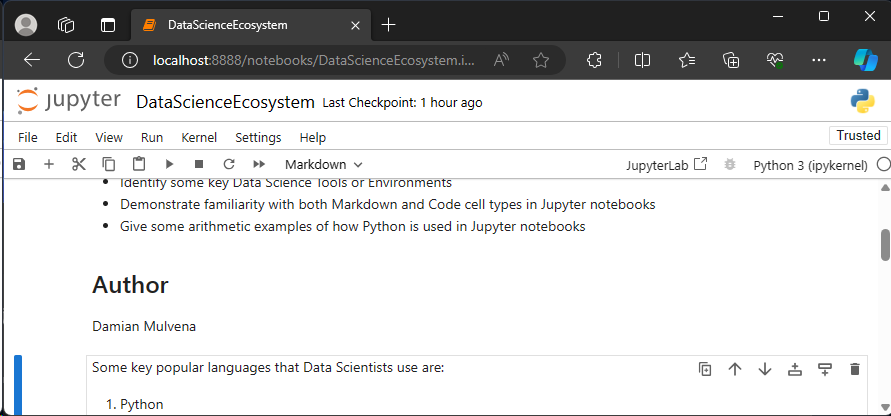 DataScienceEcosystem
localhost:8888/notebooks/DataScienceEcosystem.i...
jupyter DataScienceEcosystem Last Checkpoint: 1 hour ago
File Edit View Run Kernel Settings Help Trusted
Markdown JupyterLab Python 3 (ipykernel)
• Identify some key Data Science Tools or Environments
• Demonstrate familiarity with both Markdown and Code cell types in Jupyter notebooks
• Give some arithmetic examples of how Python is used in Jupyter notebooks
Author
Damian Mulvena
Some key popular languages that Data Scientists use are:
1. Python